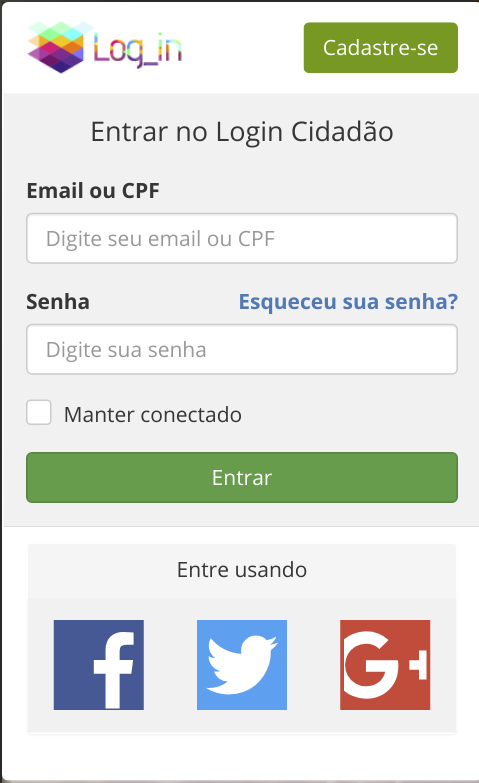 Log_in
Cadastre-se
Entrar no Login Cidadão
Email ou CPF
Digite seu email ou CPF
Senha Esqueceu sua senha?
Digite sua senha
Manter conectado
Entrar
Entre usando
f G+